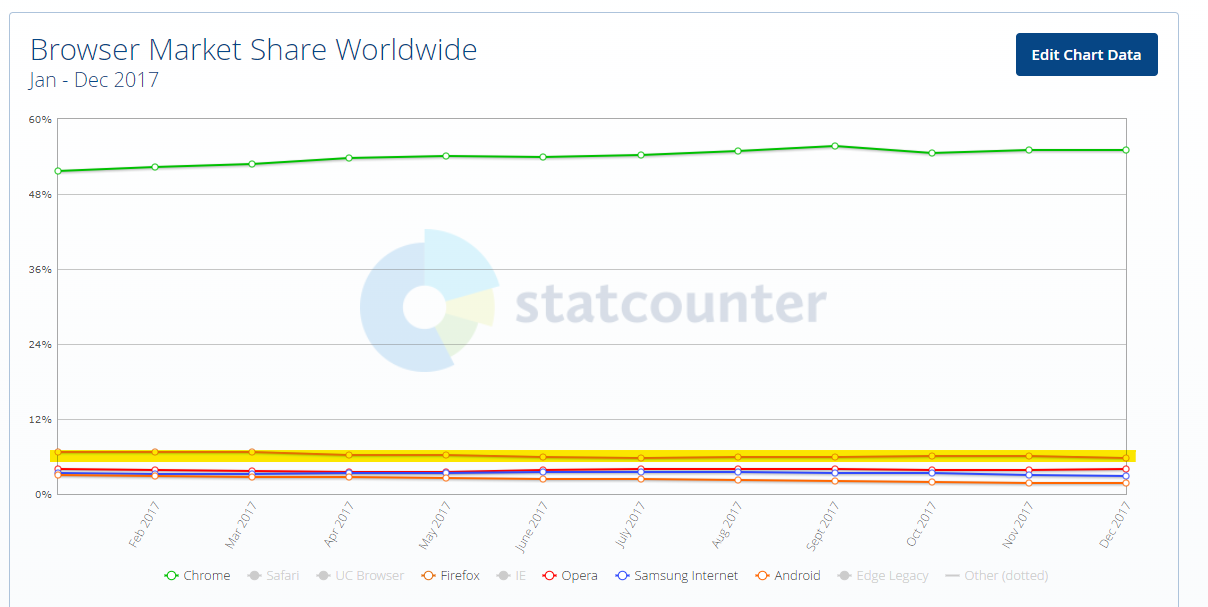 Browser Market Share Worldwide
Jan - Dec 2017
Edit Chart Data
60%
48%
36%
24%
12%
0%
statcounter
Feb 2017
Mar 2017
Apr 2017
May 2017
June 2017
July 2017
Aug 2017
Sept 2017
Oct 2017
Nov 2017
Dec 2017
Chrome Safari UC Browser Firefox IE Opera Samsung Internet Android Edge Legacy Other (dotted)